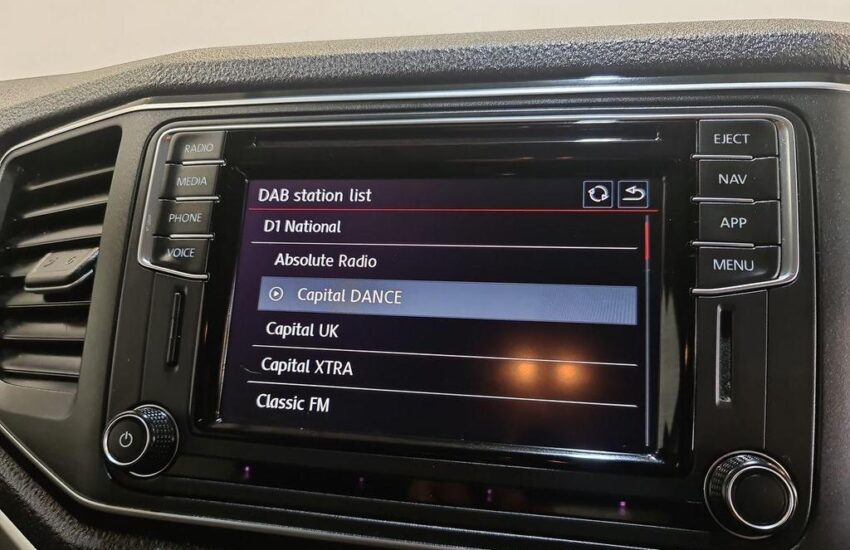 RADIO
MEDIA
PHONE
VOICE
DAB station list
D1 National
Absolute Radio
Capital DANCE
Capital UK
Capital XTRA
Classic FM
EJECT
NAV
APP
MENU